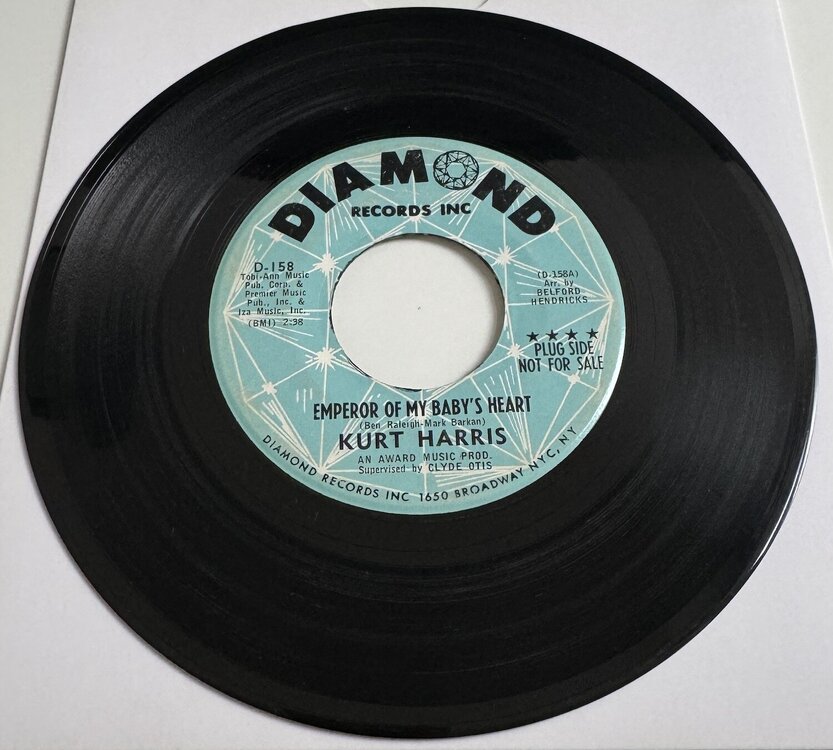 DIAMOND
RECORDS INC
D-158
Tobi-Ann Music
Pub. Corp. &
Premier Music
Pub., Inc. &
Iza Music, Inc.
(BMI) 2:38
(D-158A)
Arr. by
BELFORD
HENDRICKS
★ ★ ★ ★
PLUG SIDE
NOT FOR SALE
EMPEROR OF MY BABY'S HEART
(Ben Raleigh-Mark Barkan)
KURT HARRIS
AN AWARD MUSIC PROD.
Supervised by CLYDE OTIS
DIAMOND RECORDS INC 1650 BROADWAY NYC, NY